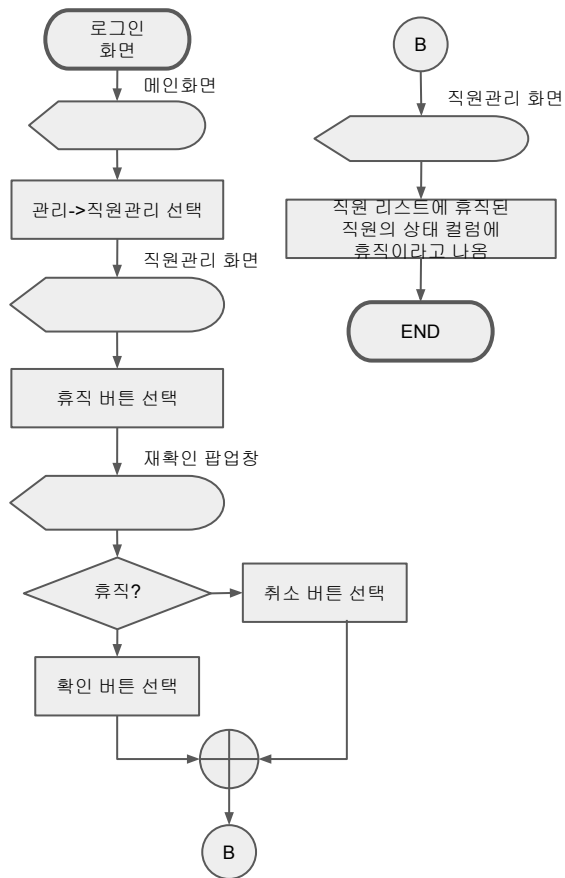 로그인
화면
메인화면
관리->직원관리 선택
직원관리 화면
휴직 버튼 선택
재확인 팝업창
휴직?
취소 버튼 선택
확인 버튼 선택
B
B
직원관리 화면
직원 리스트에 휴직된
직원의 상태 컬럼에
휴직이라고 나옴
END